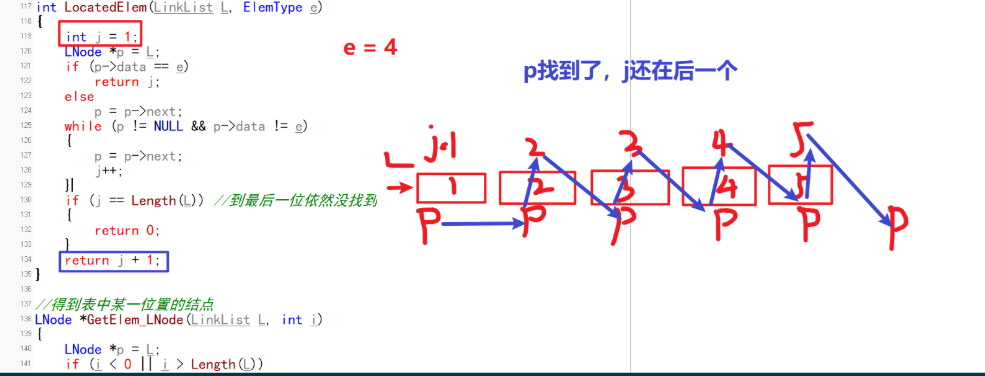 117 int LocatedElem(LinkList L, ElemType e)
118 {
119 int j = 1;
120 LNode *p = L;
121 if (p->data == e)
122 return j;
123 else
124 p = p->next;
125 while (p != NULL && p->data != e)
126 {
127 p = p->next;
128 j++;
129 }
130 if (j == Length(L)) //到最后一位依然没找到
131 {
132 return 0;
133 }
134 return j + 1;
135 }
136
137 //得到表中某一位置的结点
138 LNode *GetElem_LNode(LinkList L, int i)
139 {
140 LNode *p = L;
141 if (i < 0 || i > Length(L))
e = 4
p找到了，j还在后一个
j=1 2 3 4 5
L
1 2 3 4 5
p p p p p p